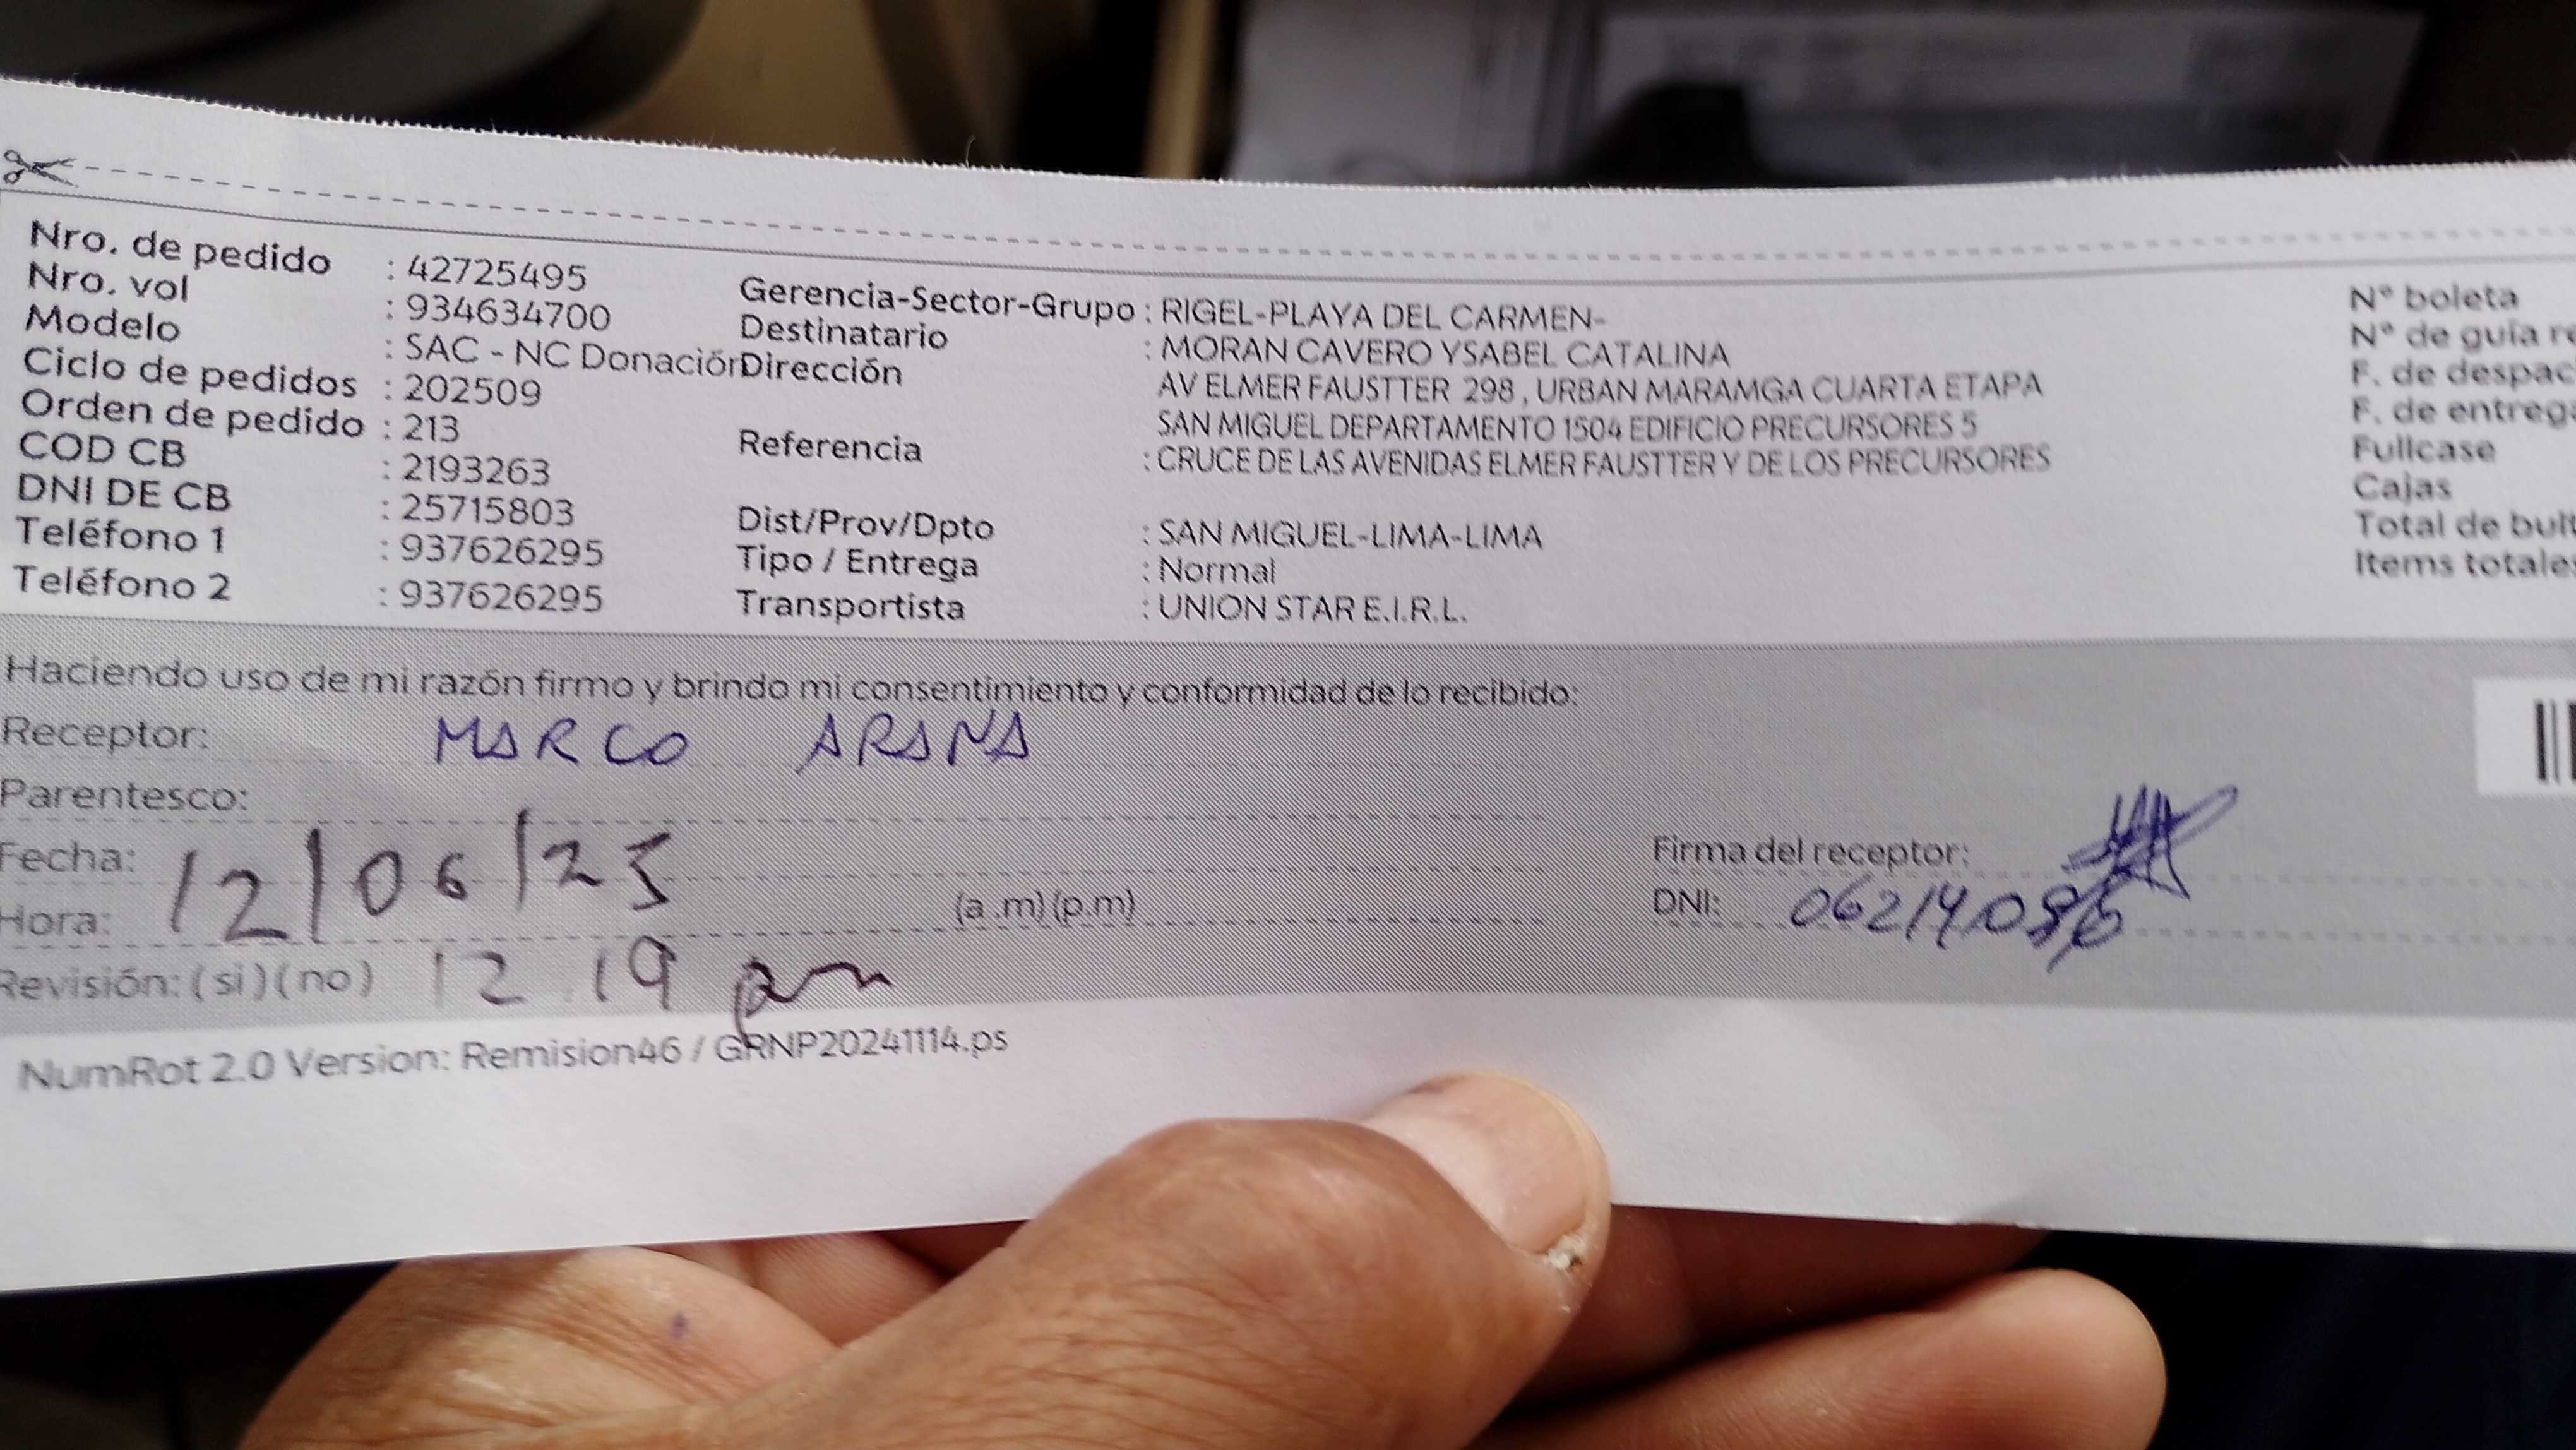 Nro. de pedido : 42725495
Nro. vol : 934634700
Modelo : SAC - NC Donación
Ciclo de pedidos : 202509
Orden de pedido : 213
COD CB : 2193263
DNI DE CB : 25715803
Teléfono 1 : 937626295
Teléfono 2 : 937626295
Gerencia-Sector-Grupo : RIGEL-PLAYA DEL CARMEN-
Destinatario : MORAN CAVERO YSABEL CATALINA
Dirección AV ELMER FAUSTTER 298 , URBAN MARAMGA CUARTA ETAPA
SAN MIGUEL DEPARTAMENTO 1504 EDIFICIO PRECURSORES 5
Referencia : CRUCE DE LAS AVENIDAS ELMER FAUSTTER Y DE LOS PRECURSORES
Dist/Prov/Dpto : SAN MIGUEL-LIMA-LIMA
Tipo / Entrega : Normal
Transportista : UNION STAR E.I.R.L.
N° boleta
N° de guía re
F. de despac
F. de entrega
Fullcase
Cajas
Total de bult
Items totales
Haciendo uso de mi razón firmo y brindo mi consentimiento y conformidad de lo recibido:
Receptor: MARCO ARANA
Parentesco:
Fecha: 12/06/25
Hora: (a .m) (p.m)
Revisión: ( si ) ( no ) 12 19 pm
Firma del receptor:
DNI:
NumRot 2.0 Version: Remision46 / GRNP20241114.ps